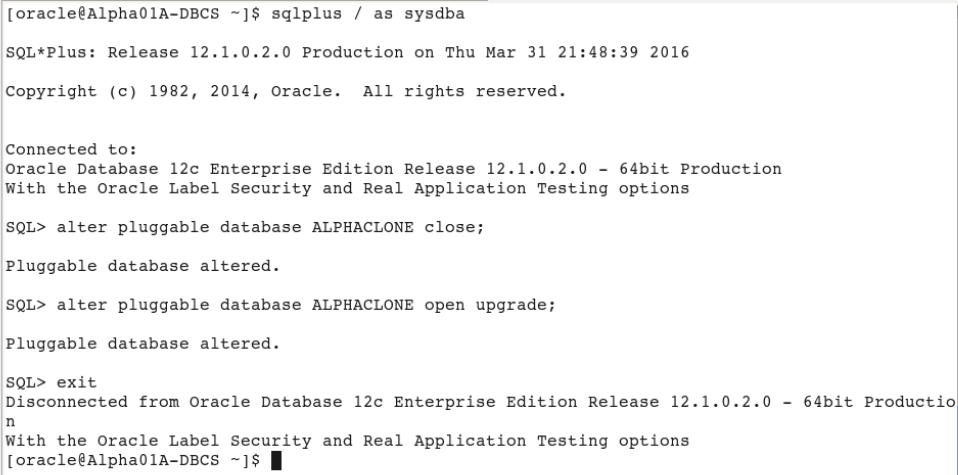 [oracle@Alpha01A-DBCS ~]$ sqlplus / as sysdba
SQL*Plus: Release 12.1.0.2.0 Production on Thu Mar 31 21:48:39 2016
Copyright (c) 1982, 2014, Oracle.  All rights reserved.
Connected to:
Oracle Database 12c Enterprise Edition Release 12.1.0.2.0 - 64bit Production
With the Oracle Label Security and Real Application Testing options
SQL> alter pluggable database ALPHACLONE close;
Pluggable database altered.
SQL> alter pluggable database ALPHACLONE open upgrade;
Pluggable database altered.
SQL> exit
Disconnected from Oracle Database 12c Enterprise Edition Release 12.1.0.2.0 - 64bit Productio
n
With the Oracle Label Security and Real Application Testing options
[oracle@Alpha01A-DBCS ~]$